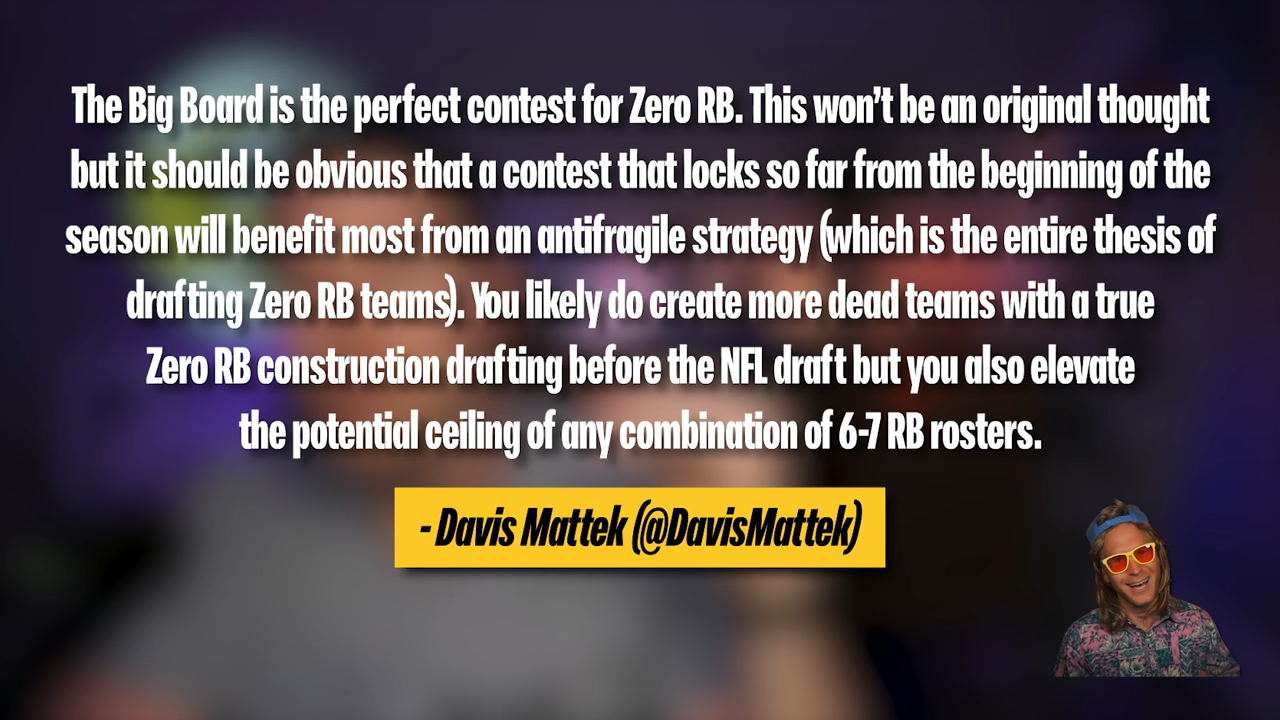 The Big Board is the perfect contest for Zero RB. This won't be an original thought
but it should be obvious that a contest that locks so far from the beginning of the
season will benefit most from an antifragile strategy (which is the entire thesis of
drafting Zero RB teams). You likely do create more dead teams with a true
Zero RB construction drafting before the NFL draft but you also elevate
the potential ceiling of any combination of 6-7 RB rosters.
- Davis Mattek (@DavisMattek)